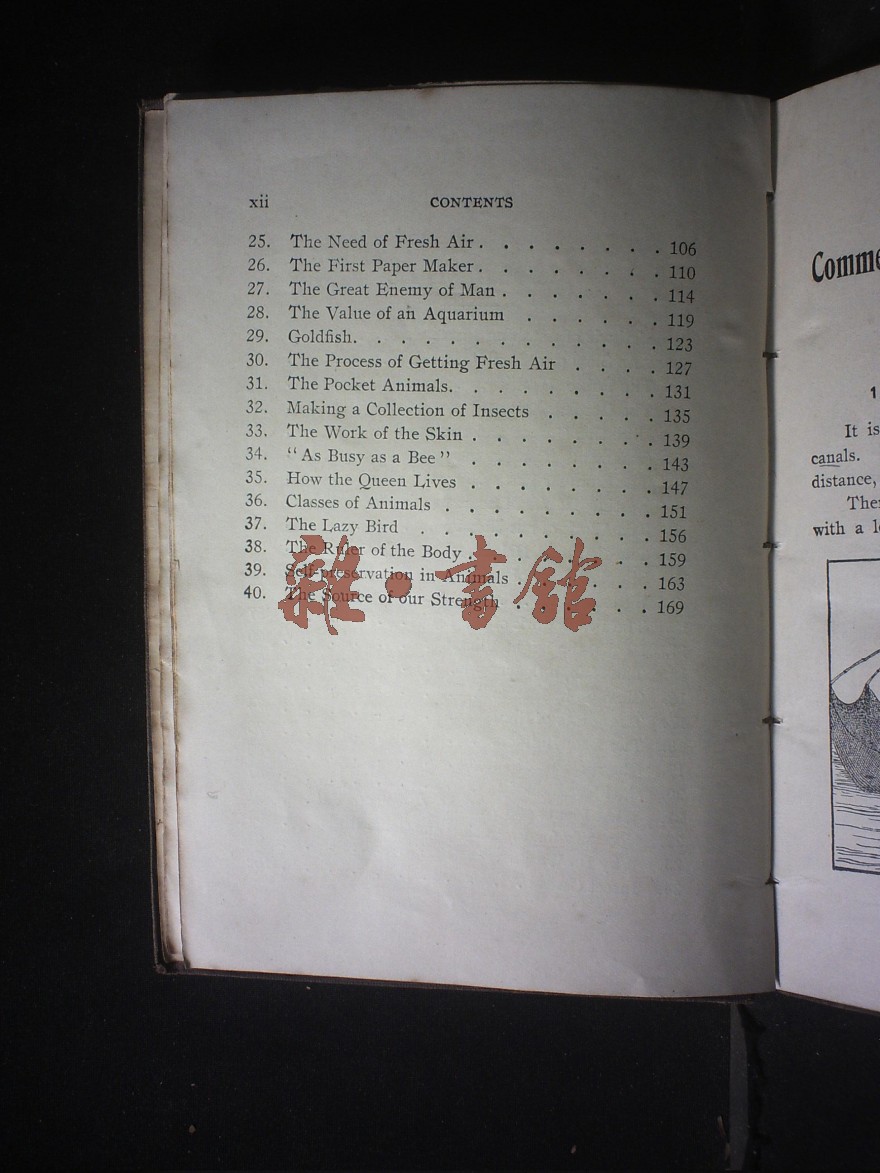 xii CONTENTS
25. The Need of Fresh Air . . . . . . . . 106
26. The First Paper Maker . . . . . . . . 110
27. The Great Enemy of Man . . . . . . . 114
28. The Value of an Aquarium . . . . . . 119
29. Goldfish. . . . . . . . . . . . . 123
30. The Process of Getting Fresh Air . . . . 127
31. The Pocket Animals. . . . . . . . . 131
32. Making a Collection of Insects . . . . . 135
33. The Work of the Skin . . . . . . . . 139
34. “As Busy as a Bee” . . . . . . . . 143
35. How the Queen Lives . . . . . . . . 147
36. Classes of Animals . . . . . . . . . 151
37. The Lazy Bird . . . . . . . . . . 156
38. The Ruler of the Body . . . . . . . . 159
39. Self-preservation in Animals . . . . . . 163
40. The Source of our Strength . . . . . . 169
雜·書館
1
It is
canals.
distance,
with a